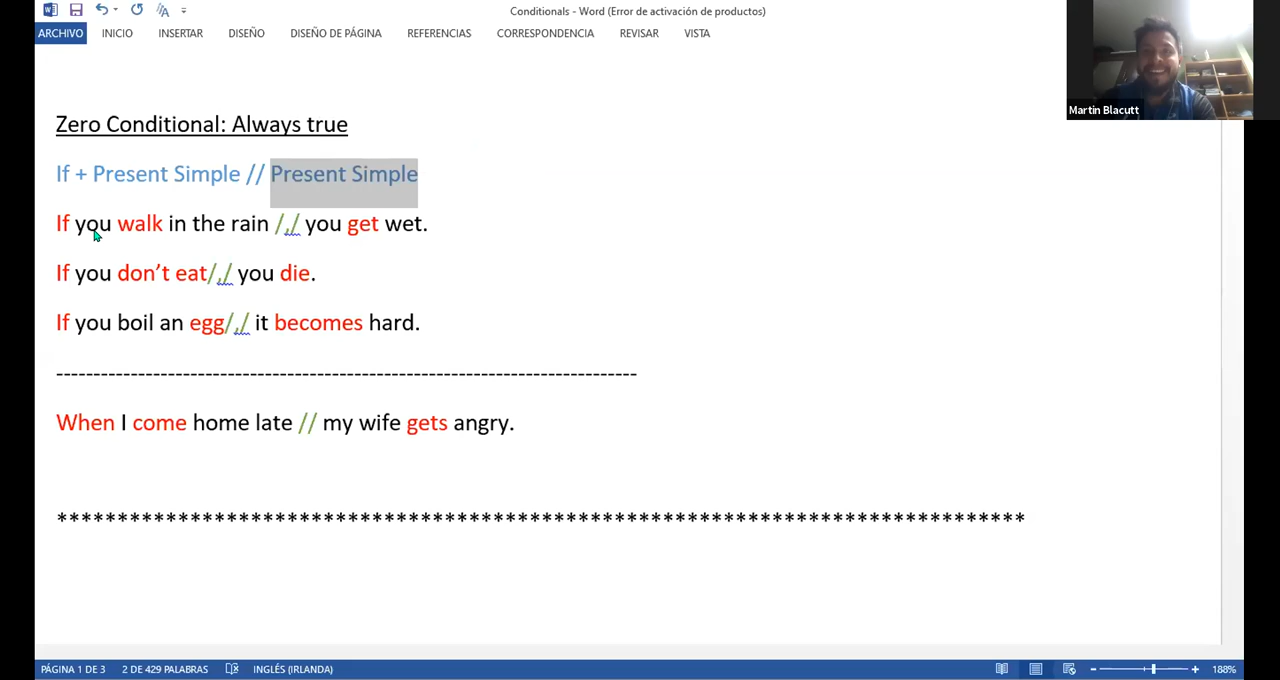 Conditionals - Word (Error de activación de productos)
ARCHIVO INICIO INSERTAR DISEÑO DISEÑO DE PÁGINA REFERENCIAS CORRESPONDENCIA REVISAR VISTA
Martin Blacutt
Zero Conditional: Always true
If + Present Simple // Present Simple
If you walk in the rain /,/ you get wet.
If you don’t eat/,/ you die.
If you boil an egg/,/ it becomes hard.
-----------------------------------------------------------------------------
When I come home late // my wife gets angry.
********************************************************************************
PÁGINA 1 DE 3 2 DE 429 PALABRAS INGLÉS (IRLANDA) 188%